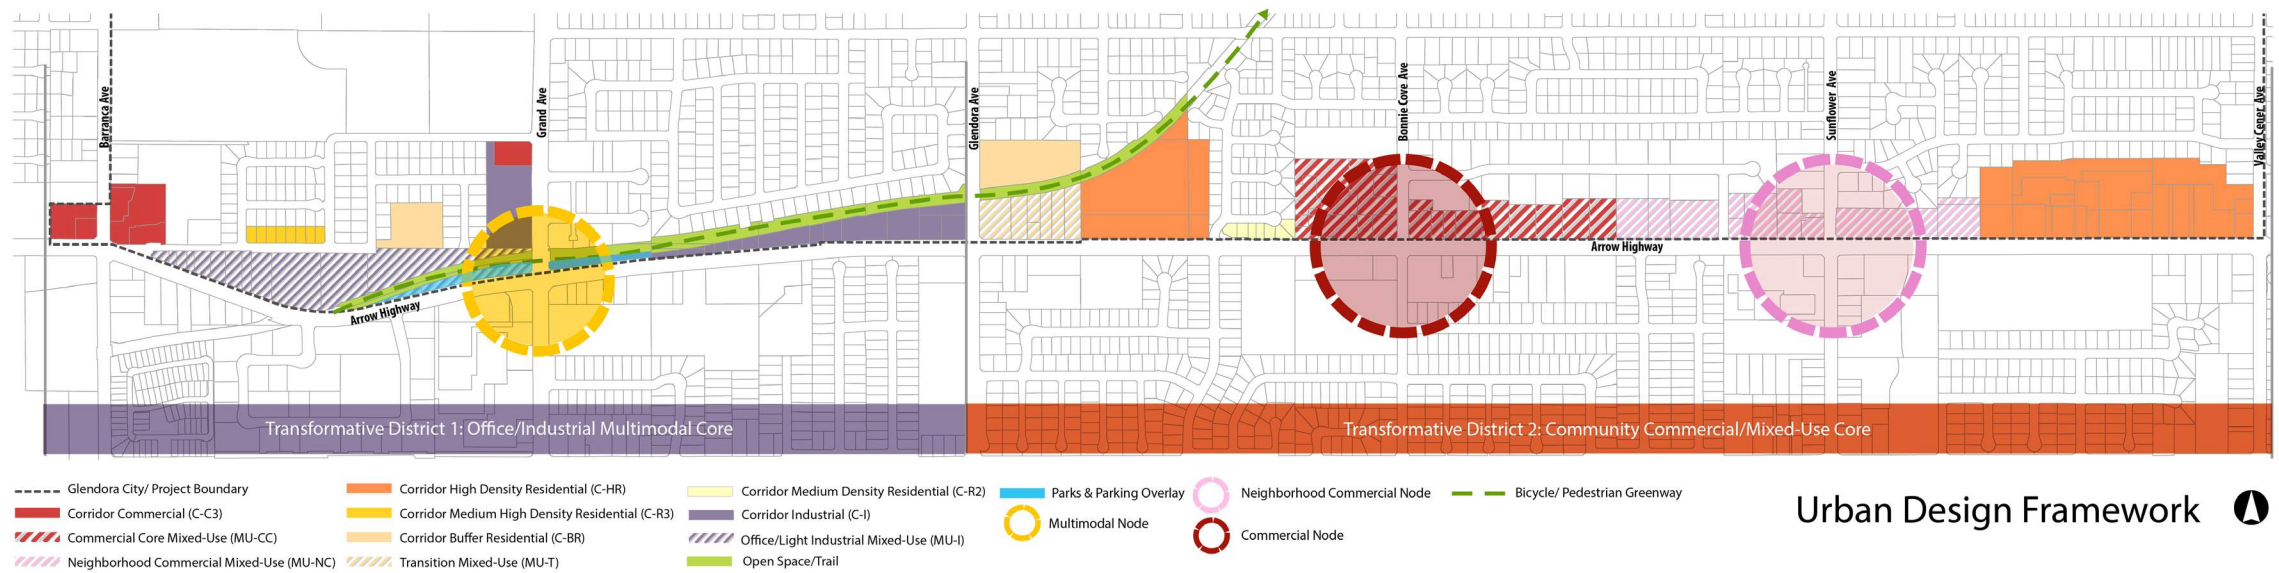 Barranca Ave
Grand Ave
Glendora Ave
Bonnie Cove Ave
Sunflower Ave
Valley Cener Ave
Arrow Highway
Arrow Highway
Transformative District 1: Office/Industrial Multimodal Core
Transformative District 2: Community Commercial/Mixed-Use Core
Glendora City/ Project Boundary
Corridor Commercial (C-C3)
Commercial Core Mixed-Use (MU-CC)
Neighborhood Commercial Mixed-Use (MU-NC)
Corridor High Density Residential (C-HR)
Corridor Medium High Density Residential (C-R3)
Corridor Buffer Residential (C-BR)
Transition Mixed-Use (MU-T)
Corridor Medium Density Residential (C-R2)
Corridor Industrial (C-I)
Office/Light Industrial Mixed-Use (MU-I)
Open Space/Trail
Parks & Parking Overlay
Multimodal Node
Neighborhood Commercial Node
Commercial Node
Bicycle/ Pedestrian Greenway
Urban Design Framework